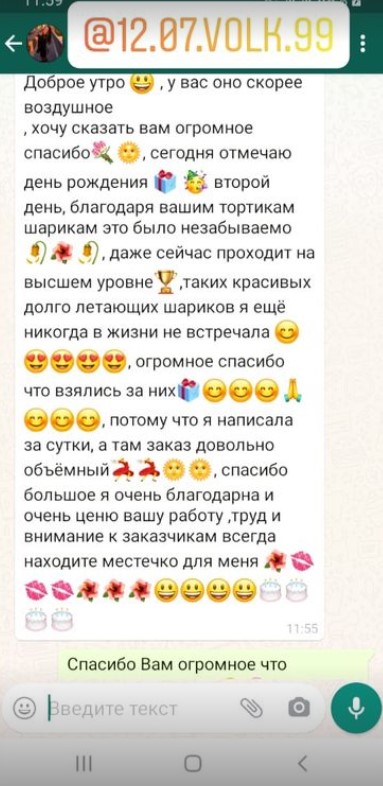 11:59
@12.07.VOLK.99
Доброе утро 😃 , у вас оно скорее
воздушное
, хочу сказать вам огромное
спасибо💐 🌞, сегодня отмечаю
день рождения 🎁 🥳 второй
день, благодаря вашим тортикам
шарикам это было незабываемо
🥀🌺🥀, даже сейчас проходит на
высшем уровне🏆 ,таких красивых
долго летающих шариков я ещё
никогда в жизни не встречала 😊
😍😍😍😍, огромное спасибо
что взялись за них🎁😊😊😊🙏
😊😊😊, потому что я написала
за сутки, а там заказ довольно
объёмный💃💃🌞🌞, спасибо
большое я очень благодарна и
очень ценю вашу работу ,труд и
внимание к заказчикам всегда
находите местечко для меня 🌺💋
💋💋🌺🌺🌺😃😃😃😃🎂🎂
🎂🎂
11:55
Спасибо Вам огромное что
Введите текст